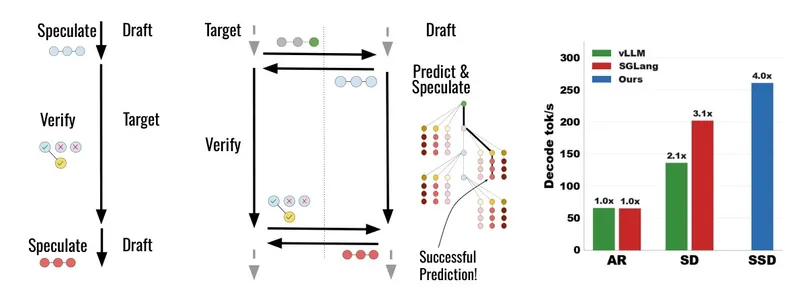 Speculate
Draft
Verify
Target
Speculate
Draft
Target
Draft
Predict &
Speculate
Verify
Successful
Prediction!
vLLM
SGLang
Ours
Decode tok/s
300
250
200
150
100
50
0
1.0x
1.0x
2.1x
3.1x
4.0x
AR
SD
SSD